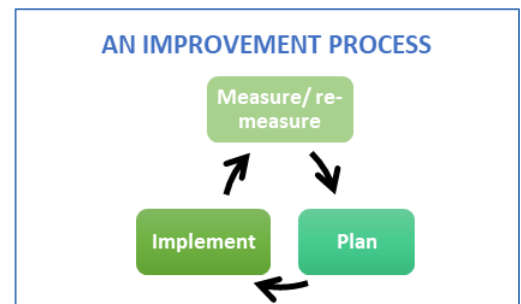 AN IMPROVEMENT PROCESS
Measure/ re-
measure
Implement
Plan